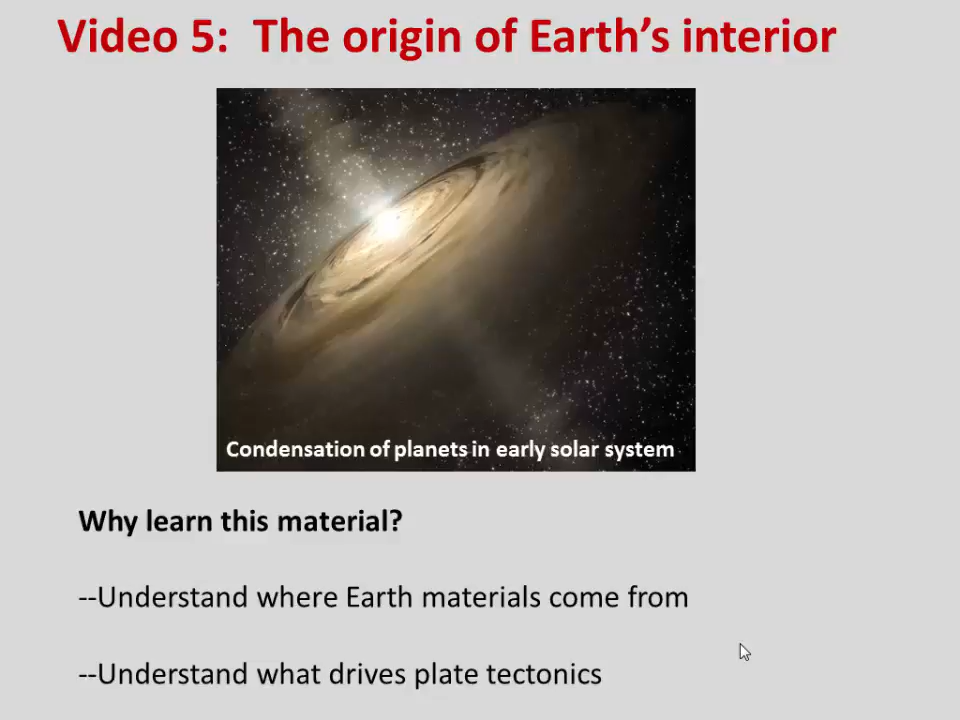 Video 5:  The origin of Earth’s interior
Condensation of planets in early solar system
Why learn this material?
--Understand where Earth materials come from
--Understand what drives plate tectonics